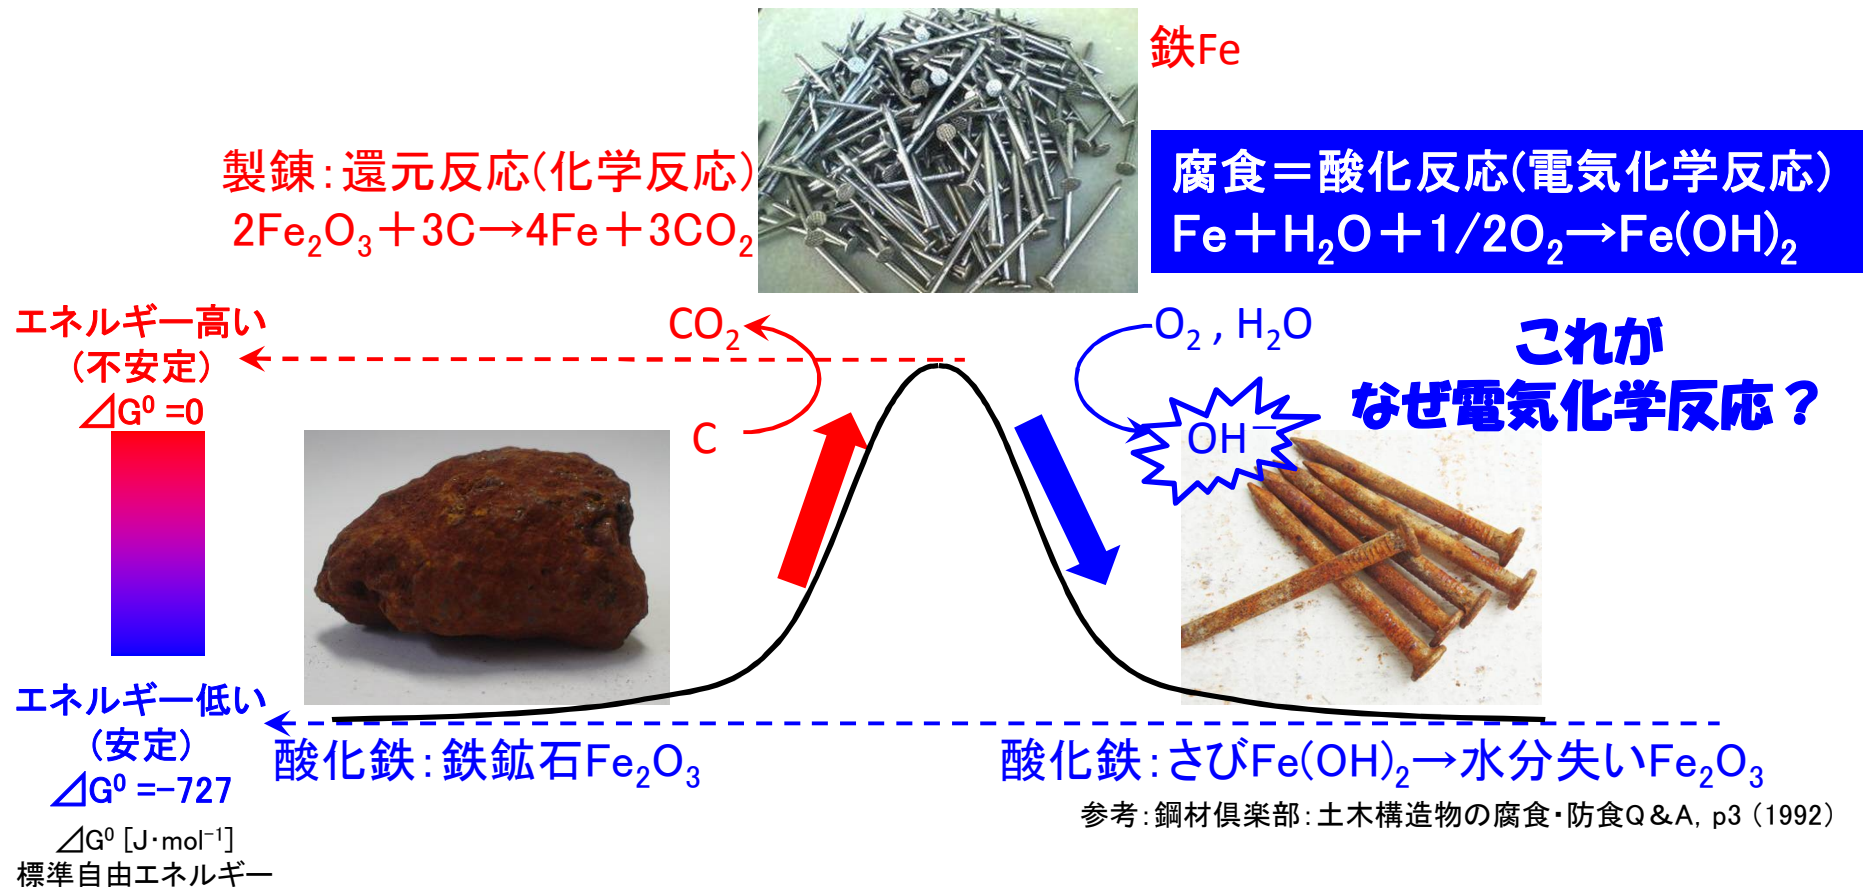 鉄Fe
製錬：還元反応(化学反応)
2Fe₂O₃＋3C→4Fe＋3CO₂
腐食＝酸化反応(電気化学反応)
Fe＋H₂O＋1/2O₂→Fe(OH)₂
エネルギー高い
（不安定）
⊿G⁰ =0
CO₂
C
O₂ , H₂O
OH⁻
これが
なぜ電気化学反応？
エネルギー低い
（安定）
⊿G⁰ =−727
⊿G⁰ [J・mol⁻¹]
標準自由エネルギー
酸化鉄：鉄鉱石Fe₂O₃
酸化鉄：さびFe(OH)₂→水分失いFe₂O₃
参考：鋼材倶楽部：土木構造物の腐食・防食Q＆A, p3 (1992)